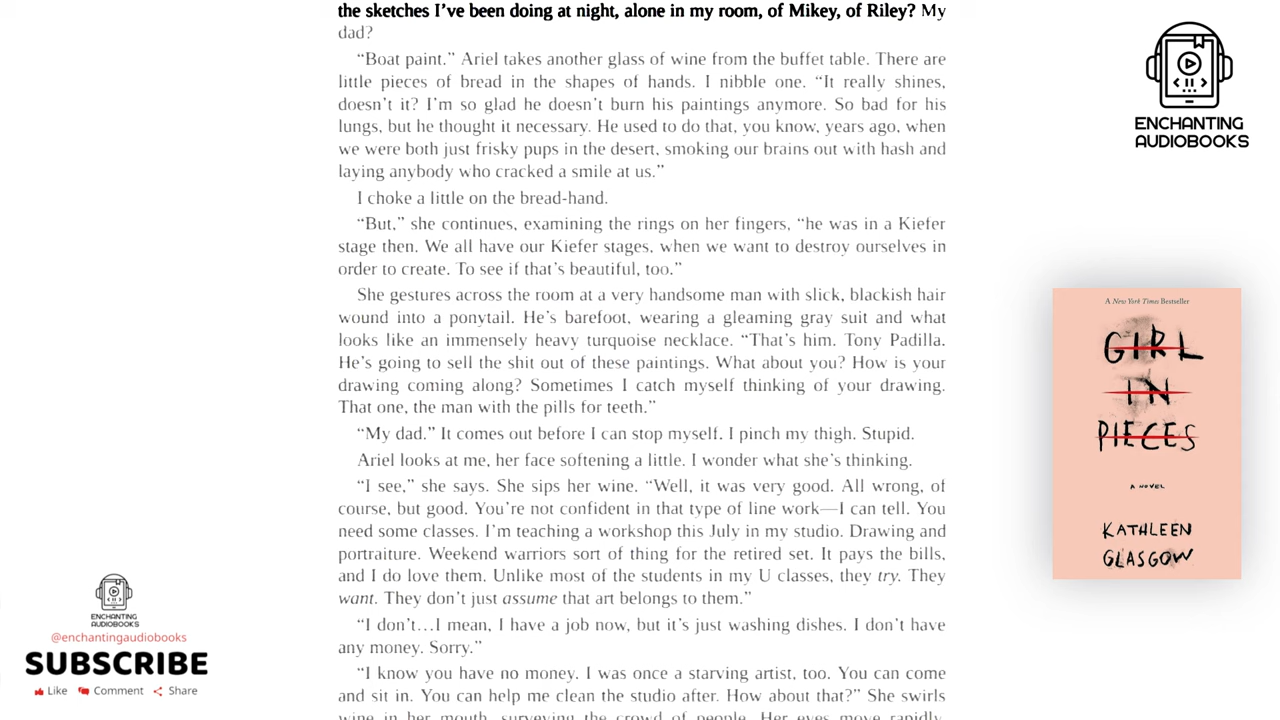 the sketches I’ve been doing at night, alone in my room, of Mikey, of Riley? My
dad?
“Boat paint.” Ariel takes another glass of wine from the buffet table. There are
little pieces of bread in the shapes of hands. I nibble one. “It really shines,
doesn’t it? I’m so glad he doesn’t burn his paintings anymore. So bad for his
lungs, but he thought it necessary. He used to do that, you know, years ago, when
we were both just frisky pups in the desert, smoking our brains out with hash and
laying anybody who cracked a smile at us.”
I choke a little on the bread-hand.
“But,” she continues, examining the rings on her fingers, “he was in a Kiefer
stage then. We all have our Kiefer stages, when we want to destroy ourselves in
order to create. To see if that’s beautiful, too.”
She gestures across the room at a very handsome man with slick, blackish hair
wound into a ponytail. He’s barefoot, wearing a gleaming gray suit and what
looks like an immensely heavy turquoise necklace. “That’s him. Tony Padilla.
He’s going to sell the shit out of these paintings. What about you? How is your
drawing coming along? Sometimes I catch myself thinking of your drawing.
That one, the man with the pills for teeth.”
“My dad.” It comes out before I can stop myself. I pinch my thigh. Stupid.
Ariel looks at me, her face softening a little. I wonder what she’s thinking.
“I see,” she says. She sips her wine. “Well, it was very good. All wrong, of
course, but good. You’re not confident in that type of line work—I can tell. You
need some classes. I’m teaching a workshop this July in my studio. Drawing and
portraiture. Weekend warriors sort of thing for the retired set. It pays the bills,
and I do love them. Unlike most of the students in my U classes, they try. They
want. They don’t just assume that art belongs to them.”
“I don’t…I mean, I have a job now, but it’s just washing dishes. I don’t have
any money. Sorry.”
“I know you have no money. I was once a starving artist, too. You can come
and sit in. You can help me clean the studio after. How about that?” She swirls
wine in her mouth, surveying the crowd of people. Her eyes move rapidly,
ENCHANTING
AUDIOBOOKS
A New York Times Bestseller
GIRL
IN
PIECES
A NOVEL
KATHLEEN
GLASGOW
ENCHANTING
AUDIOBOOKS
@enchantingaudiobooks
SUBSCRIBE
Like Comment Share